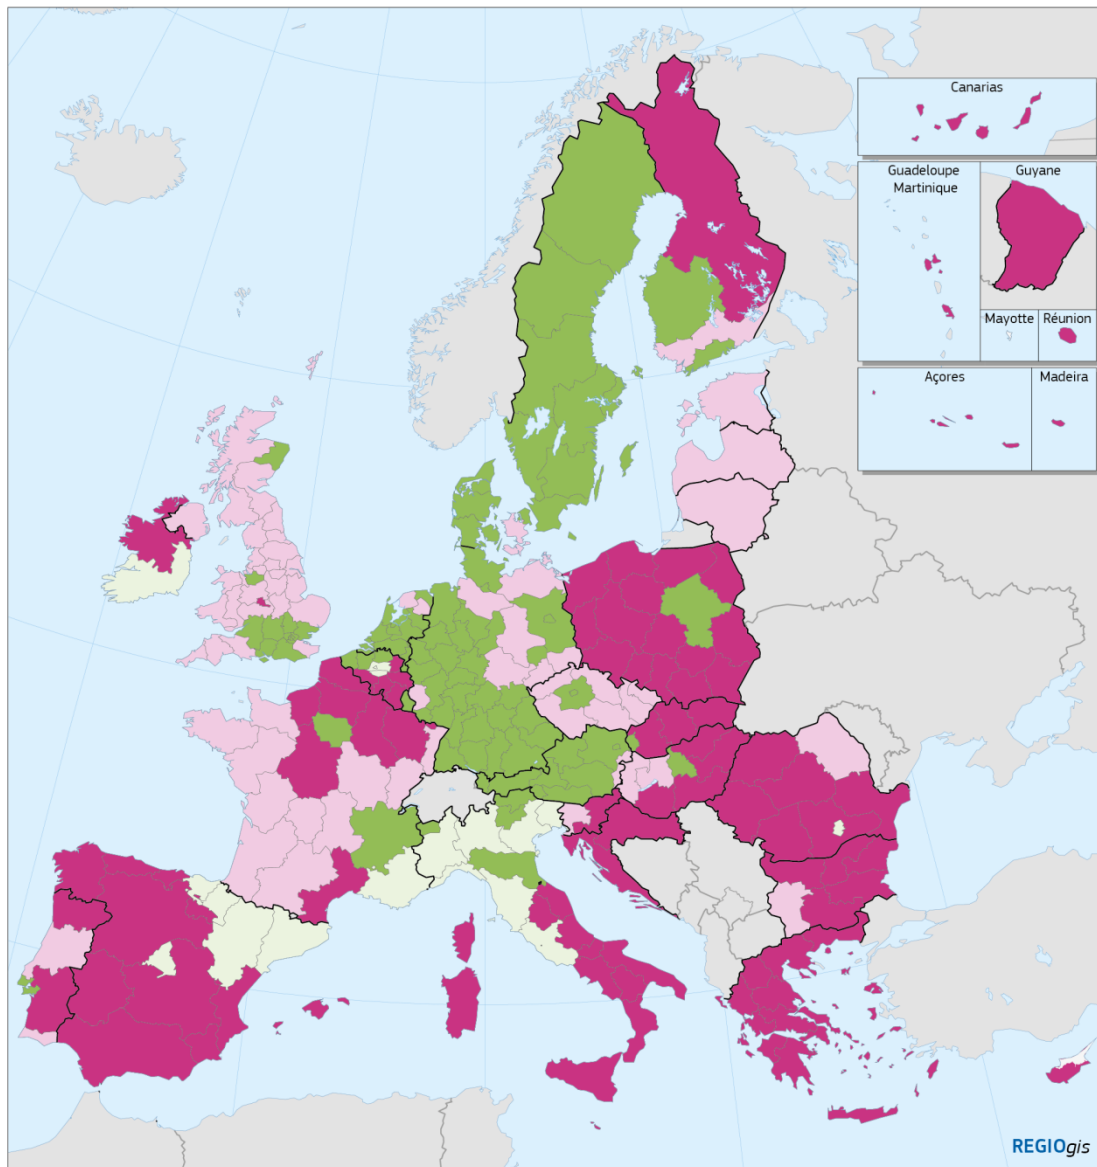 Canarias
Guadeloupe
Martinique
Guyane
Mayotte
Réunion
Açores
Madeira
REGIOgis